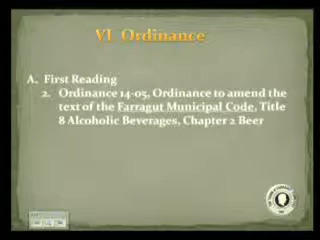 VI. Ordinance
A. First Reading
2. Ordinance 14-05, Ordinance to amend the
text of the Farragut Municipal Code, Title
8 Alcoholic Beverages, Chapter 2 Beer